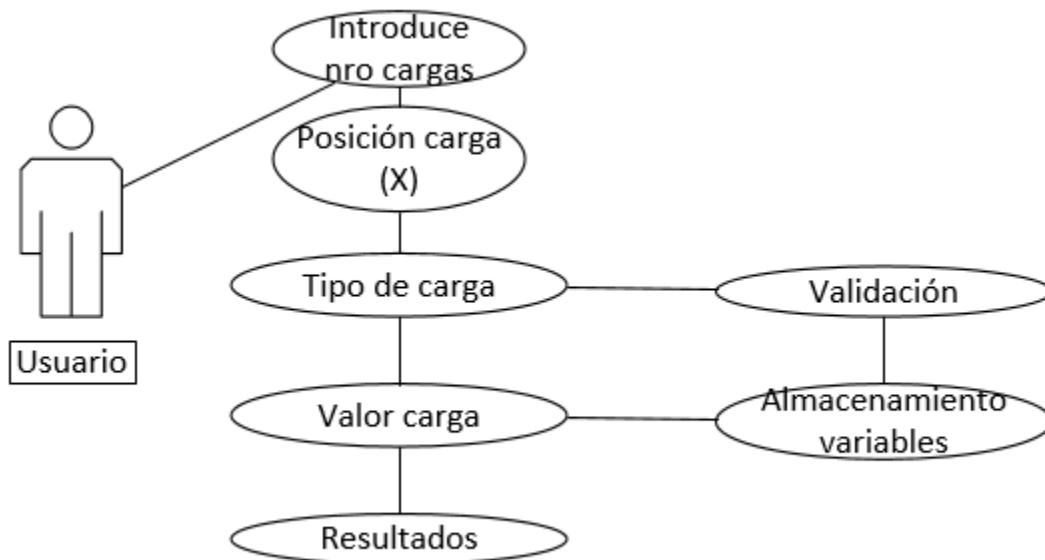 Introduce
nro cargas
Posición carga
(X)
Tipo de carga
Validación
Usuario
Valor carga
Almacenamiento
variables
Resultados